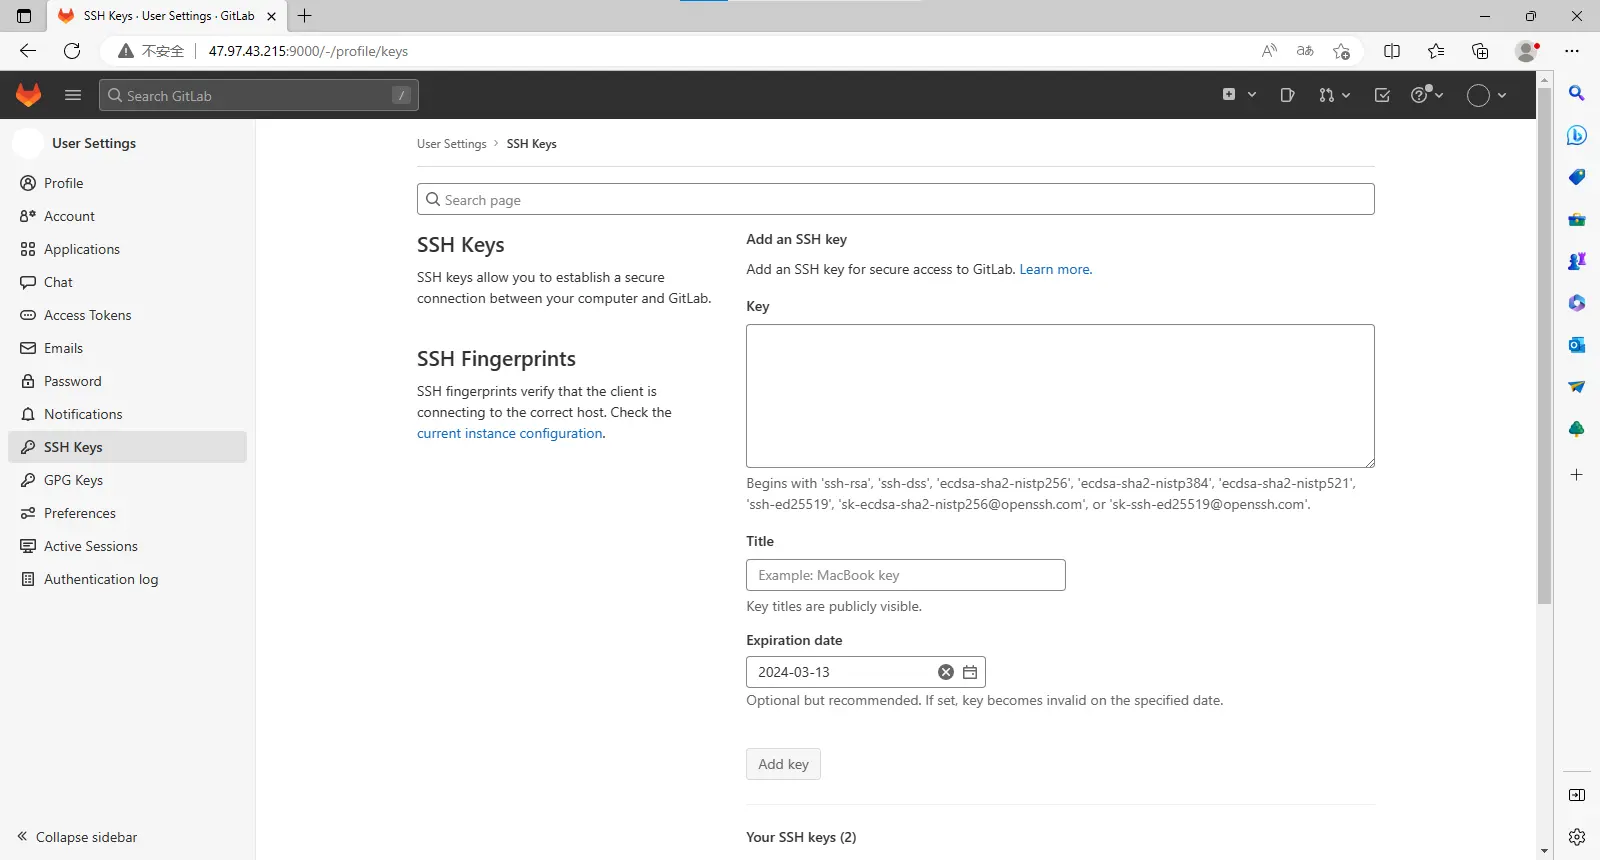 SSH Keys · User Settings · GitLab
不安全
47.97.43.215:9000/-/profile/keys
Search GitLab
/
User Settings
Profile
Account
Applications
Chat
Access Tokens
Emails
Password
Notifications
SSH Keys
GPG Keys
Preferences
Active Sessions
Authentication log
Collapse sidebar
User Settings › SSH Keys
Search page
SSH Keys
SSH keys allow you to establish a secure
connection between your computer and GitLab.
SSH Fingerprints
SSH fingerprints verify that the client is
connecting to the correct host. Check the
current instance configuration.
Add an SSH key
Add an SSH key for secure access to GitLab. Learn more.
Key
Begins with 'ssh-rsa', 'ssh-dss', 'ecdsa-sha2-nistp256', 'ecdsa-sha2-nistp384', 'ecdsa-sha2-nistp521',
'ssh-ed25519', 'sk-ecdsa-sha2-nistp256@openssh.com', or 'sk-ssh-ed25519@openssh.com'.
Title
Example: MacBook key
Key titles are publicly visible.
Expiration date
2024-03-13
Optional but recommended. If set, key becomes invalid on the specified date.
Add key
Your SSH keys (2)